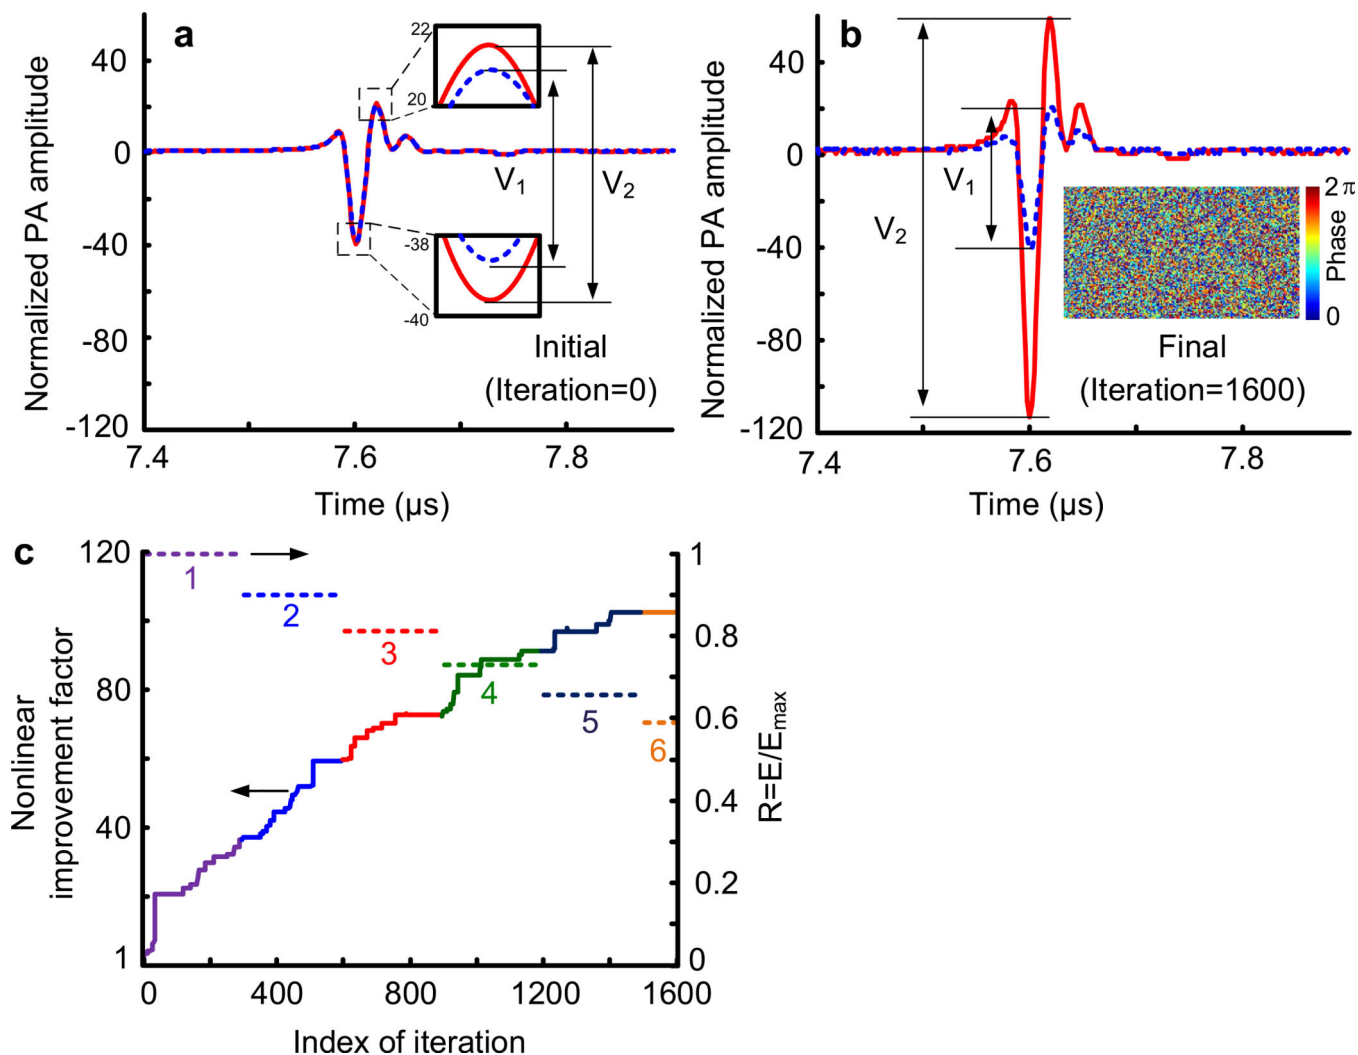 a
Normalized PA amplitude
40
0
-40
-80
-120
7.4
7.6
7.8
Time (µs)
22
20
-38
-40
V1
V2
Initial
(Iteration=0)
b
Normalized PA amplitude
40
0
-40
-80
-120
7.4
7.6
7.8
Time (µs)
V1
V2
2π
Phase
0
Final
(Iteration=1600)
c
Nonlinear
improvement factor
120
80
40
1
0
400
800
1200
1600
Index of iteration
1
2
3
4
5
6
1
0.8
0.6
0.4
0.2
0
R=E/Emax